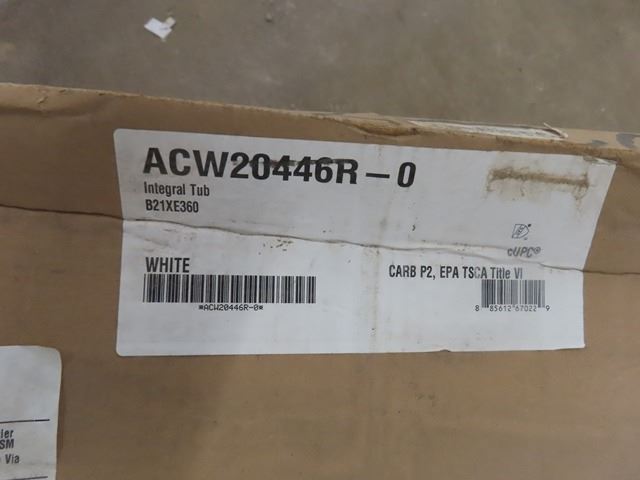 ACW20446R-0
Integral Tub
B21XE360
cUPC®
WHITE
CARB P2, EPA TSCA Title VI
*ACW20446R-0*
8 85612 67022 9
ier
SM
Via